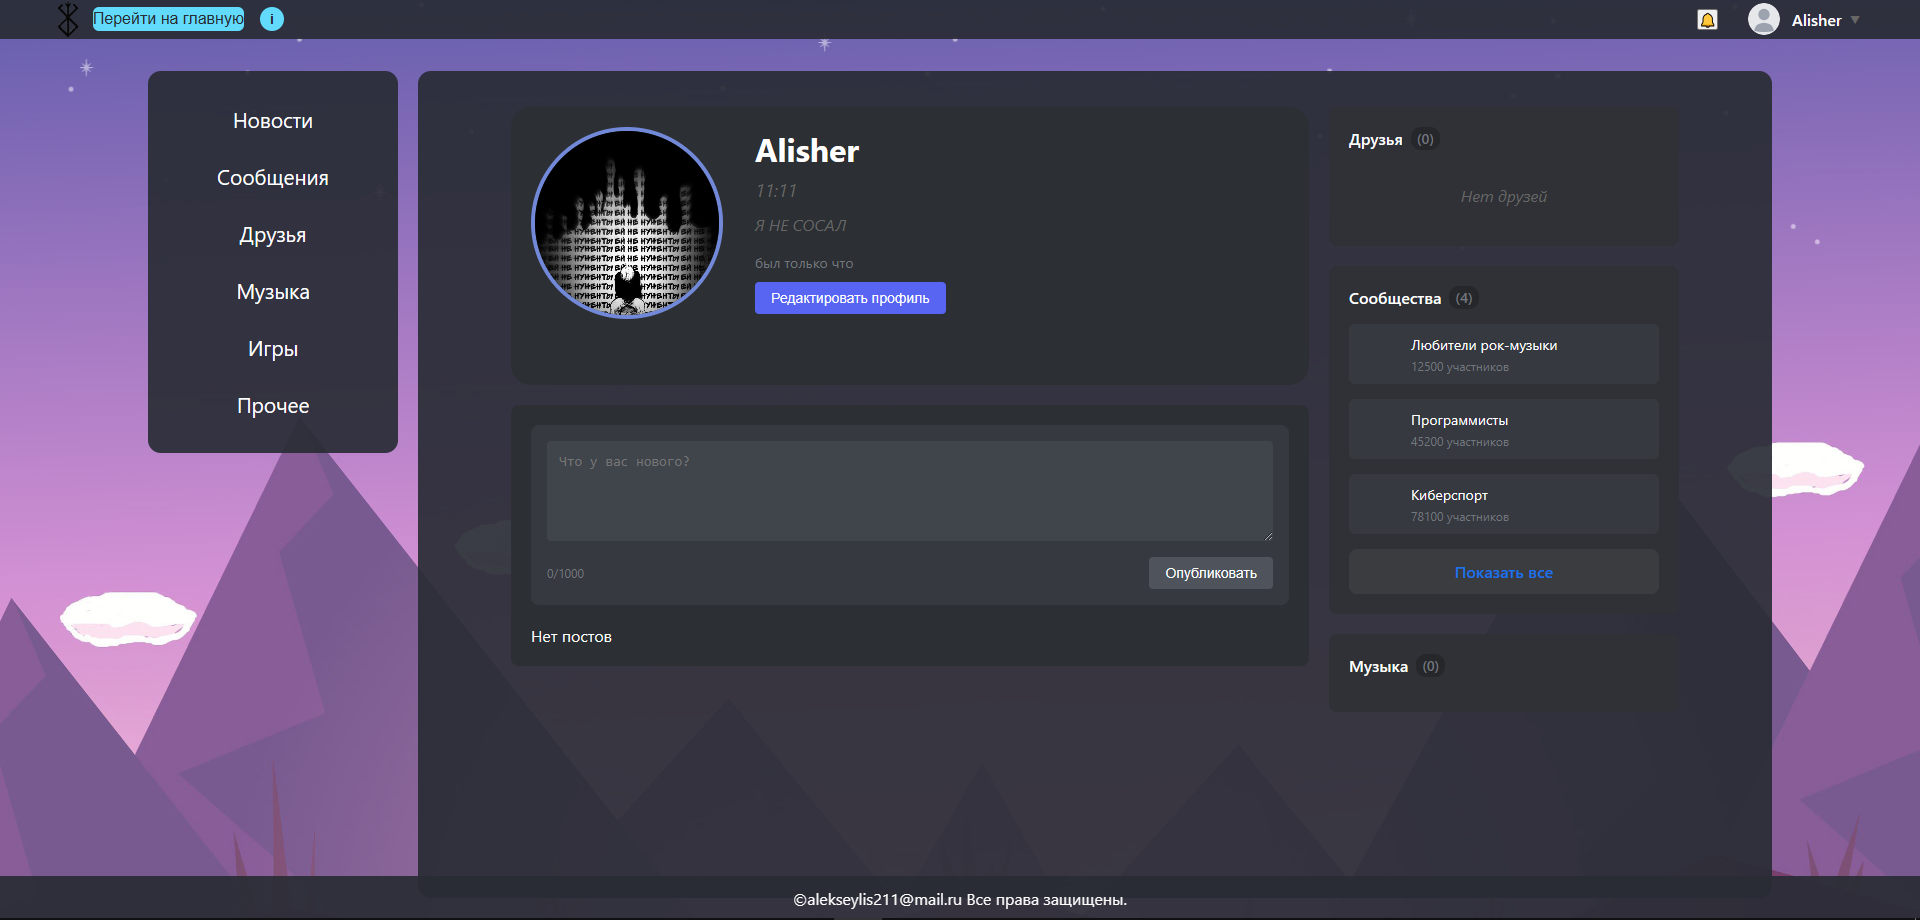 Перейти на главную
i
Alisher
Новости
Сообщения
Друзья
Музыка
Игры
Прочее
Alisher
11:11
Я НЕ СОСАЛ
был только что
Редактировать профиль
Что у вас нового?
0/1000
Опубликовать
Нет постов
Друзья (0)
Нет друзей
Сообщества (4)
Любители рок-музыки
12500 участников
Программисты
45200 участников
Киберспорт
78100 участников
Показать все
Музыка (0)
©alekseylis211@mail.ru Все права защищены.